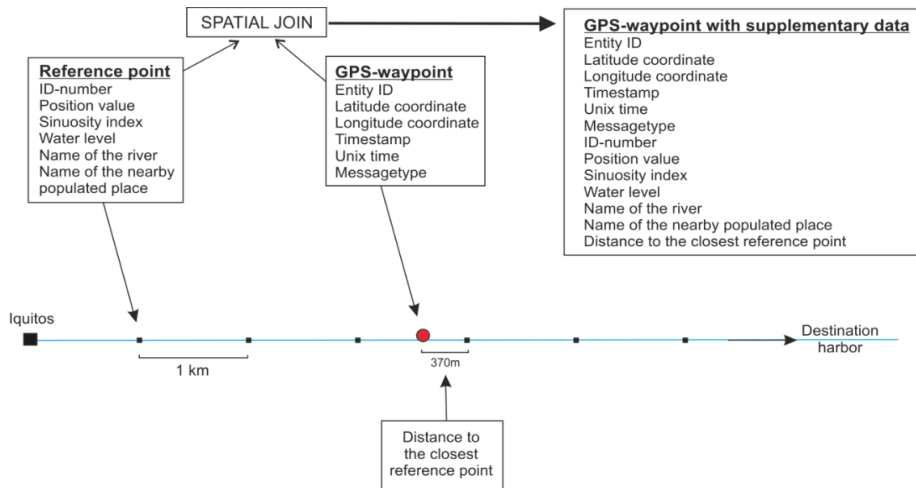 SPATIAL JOIN
Reference point
ID-number
Position value
Sinuosity index
Water level
Name of the river
Name of the nearby
populated place
GPS-waypoint
Entity ID
Latitude coordinate
Longitude coordinate
Timestamp
Unix time
Messagetype
GPS-waypoint with supplementary data
Entity ID
Latitude coordinate
Longitude coordinate
Timestamp
Unix time
Messagetype
ID-number
Position value
Sinuosity index
Water level
Name of the river
Name of the nearby populated place
Distance to the closest reference point
Iquitos
1 km
370m
Destination
harbor
Distance to
the closest
reference point